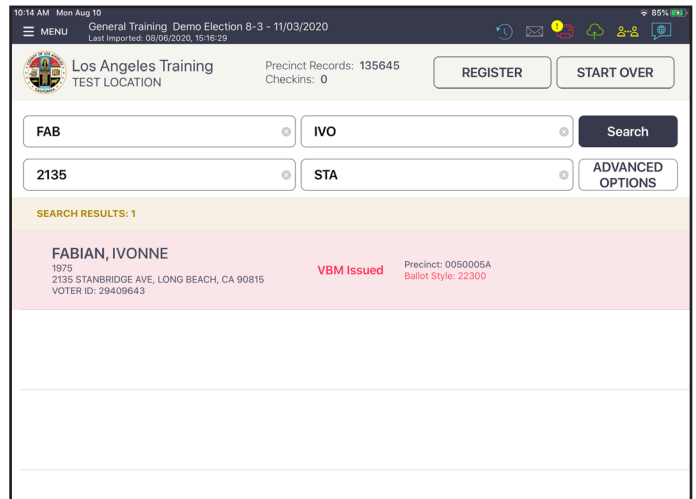 10:14 AM Mon Aug 10
85%
MENU
General Training Demo Election 8-3 - 11/03/2020
Last Imported: 08/06/2020, 15:16:29
Los Angeles Training
TEST LOCATION
Precinct Records: 135645
Checkins: 0
REGISTER
START OVER
FAB
IVO
Search
2135
STA
ADVANCED
OPTIONS
SEARCH RESULTS: 1
FABIAN, IVONNE
1975
2135 STANBRIDGE AVE, LONG BEACH, CA 90815
VOTER ID: 29409643
VBM Issued
Precinct: 0050005A
Ballot Style: 22300